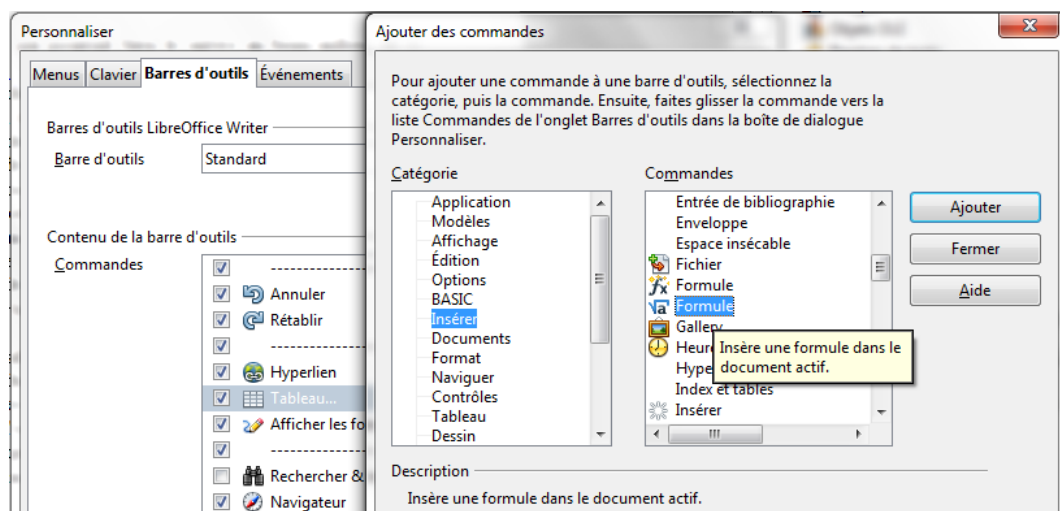 Personnaliser
Menus Clavier Barres d'outils Événements
Barres d'outils LibreOffice Writer
Barre d'outils Standard
Contenu de la barre d'outils
Commandes
Annuler
Rétablir
Hyperlien
Tableau...
Afficher les fo
Rechercher &
Navigateur
Ajouter des commandes
Pour ajouter une commande à une barre d'outils, sélectionnez la
catégorie, puis la commande. Ensuite, faites glisser la commande vers la
liste Commandes de l'onglet Barres d'outils dans la boîte de dialogue
Personnaliser.
Catégorie
Application
Modèles
Affichage
Édition
Options
BASIC
Insérer
Documents
Format
Naviguer
Contrôles
Tableau
Dessin
Commandes
Entrée de bibliographie
Enveloppe
Espace insécable
Fichier
Formule
Formule
Gallery
Heure
Hype
Index et tables
Insérer
Insère une formule dans le
document actif.
Ajouter
Fermer
Aide
Description
Insère une formule dans le document actif.